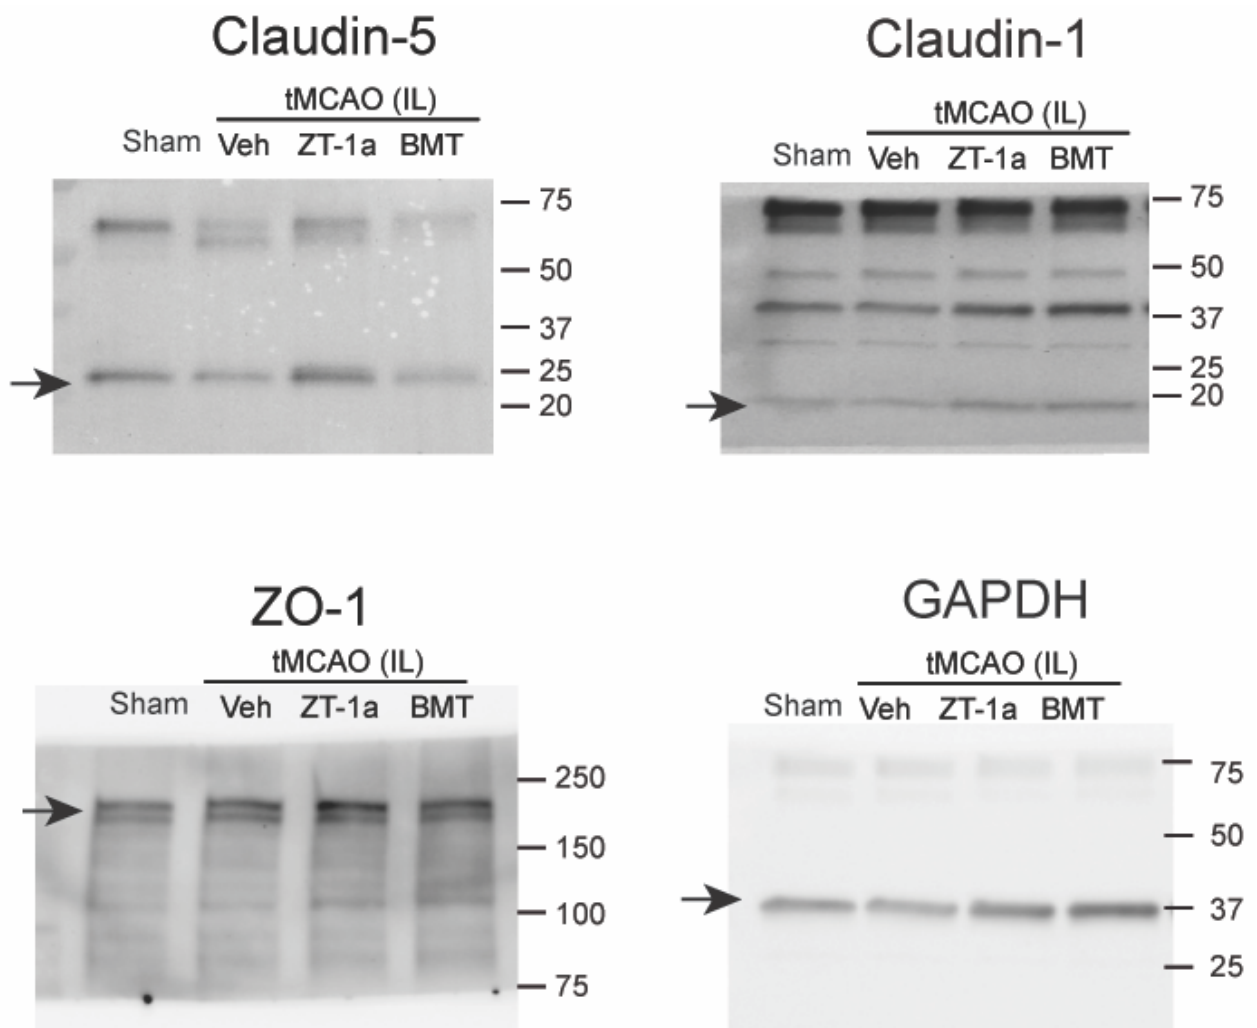 Claudin-5
tMCAO (IL)
Sham Veh ZT-1a BMT
75
50
37
25
20
Claudin-1
tMCAO (IL)
Sham Veh ZT-1a BMT
75
50
37
25
20
ZO-1
tMCAO (IL)
Sham Veh ZT-1a BMT
250
150
100
75
GAPDH
tMCAO (IL)
Sham Veh ZT-1a BMT
75
50
37
25